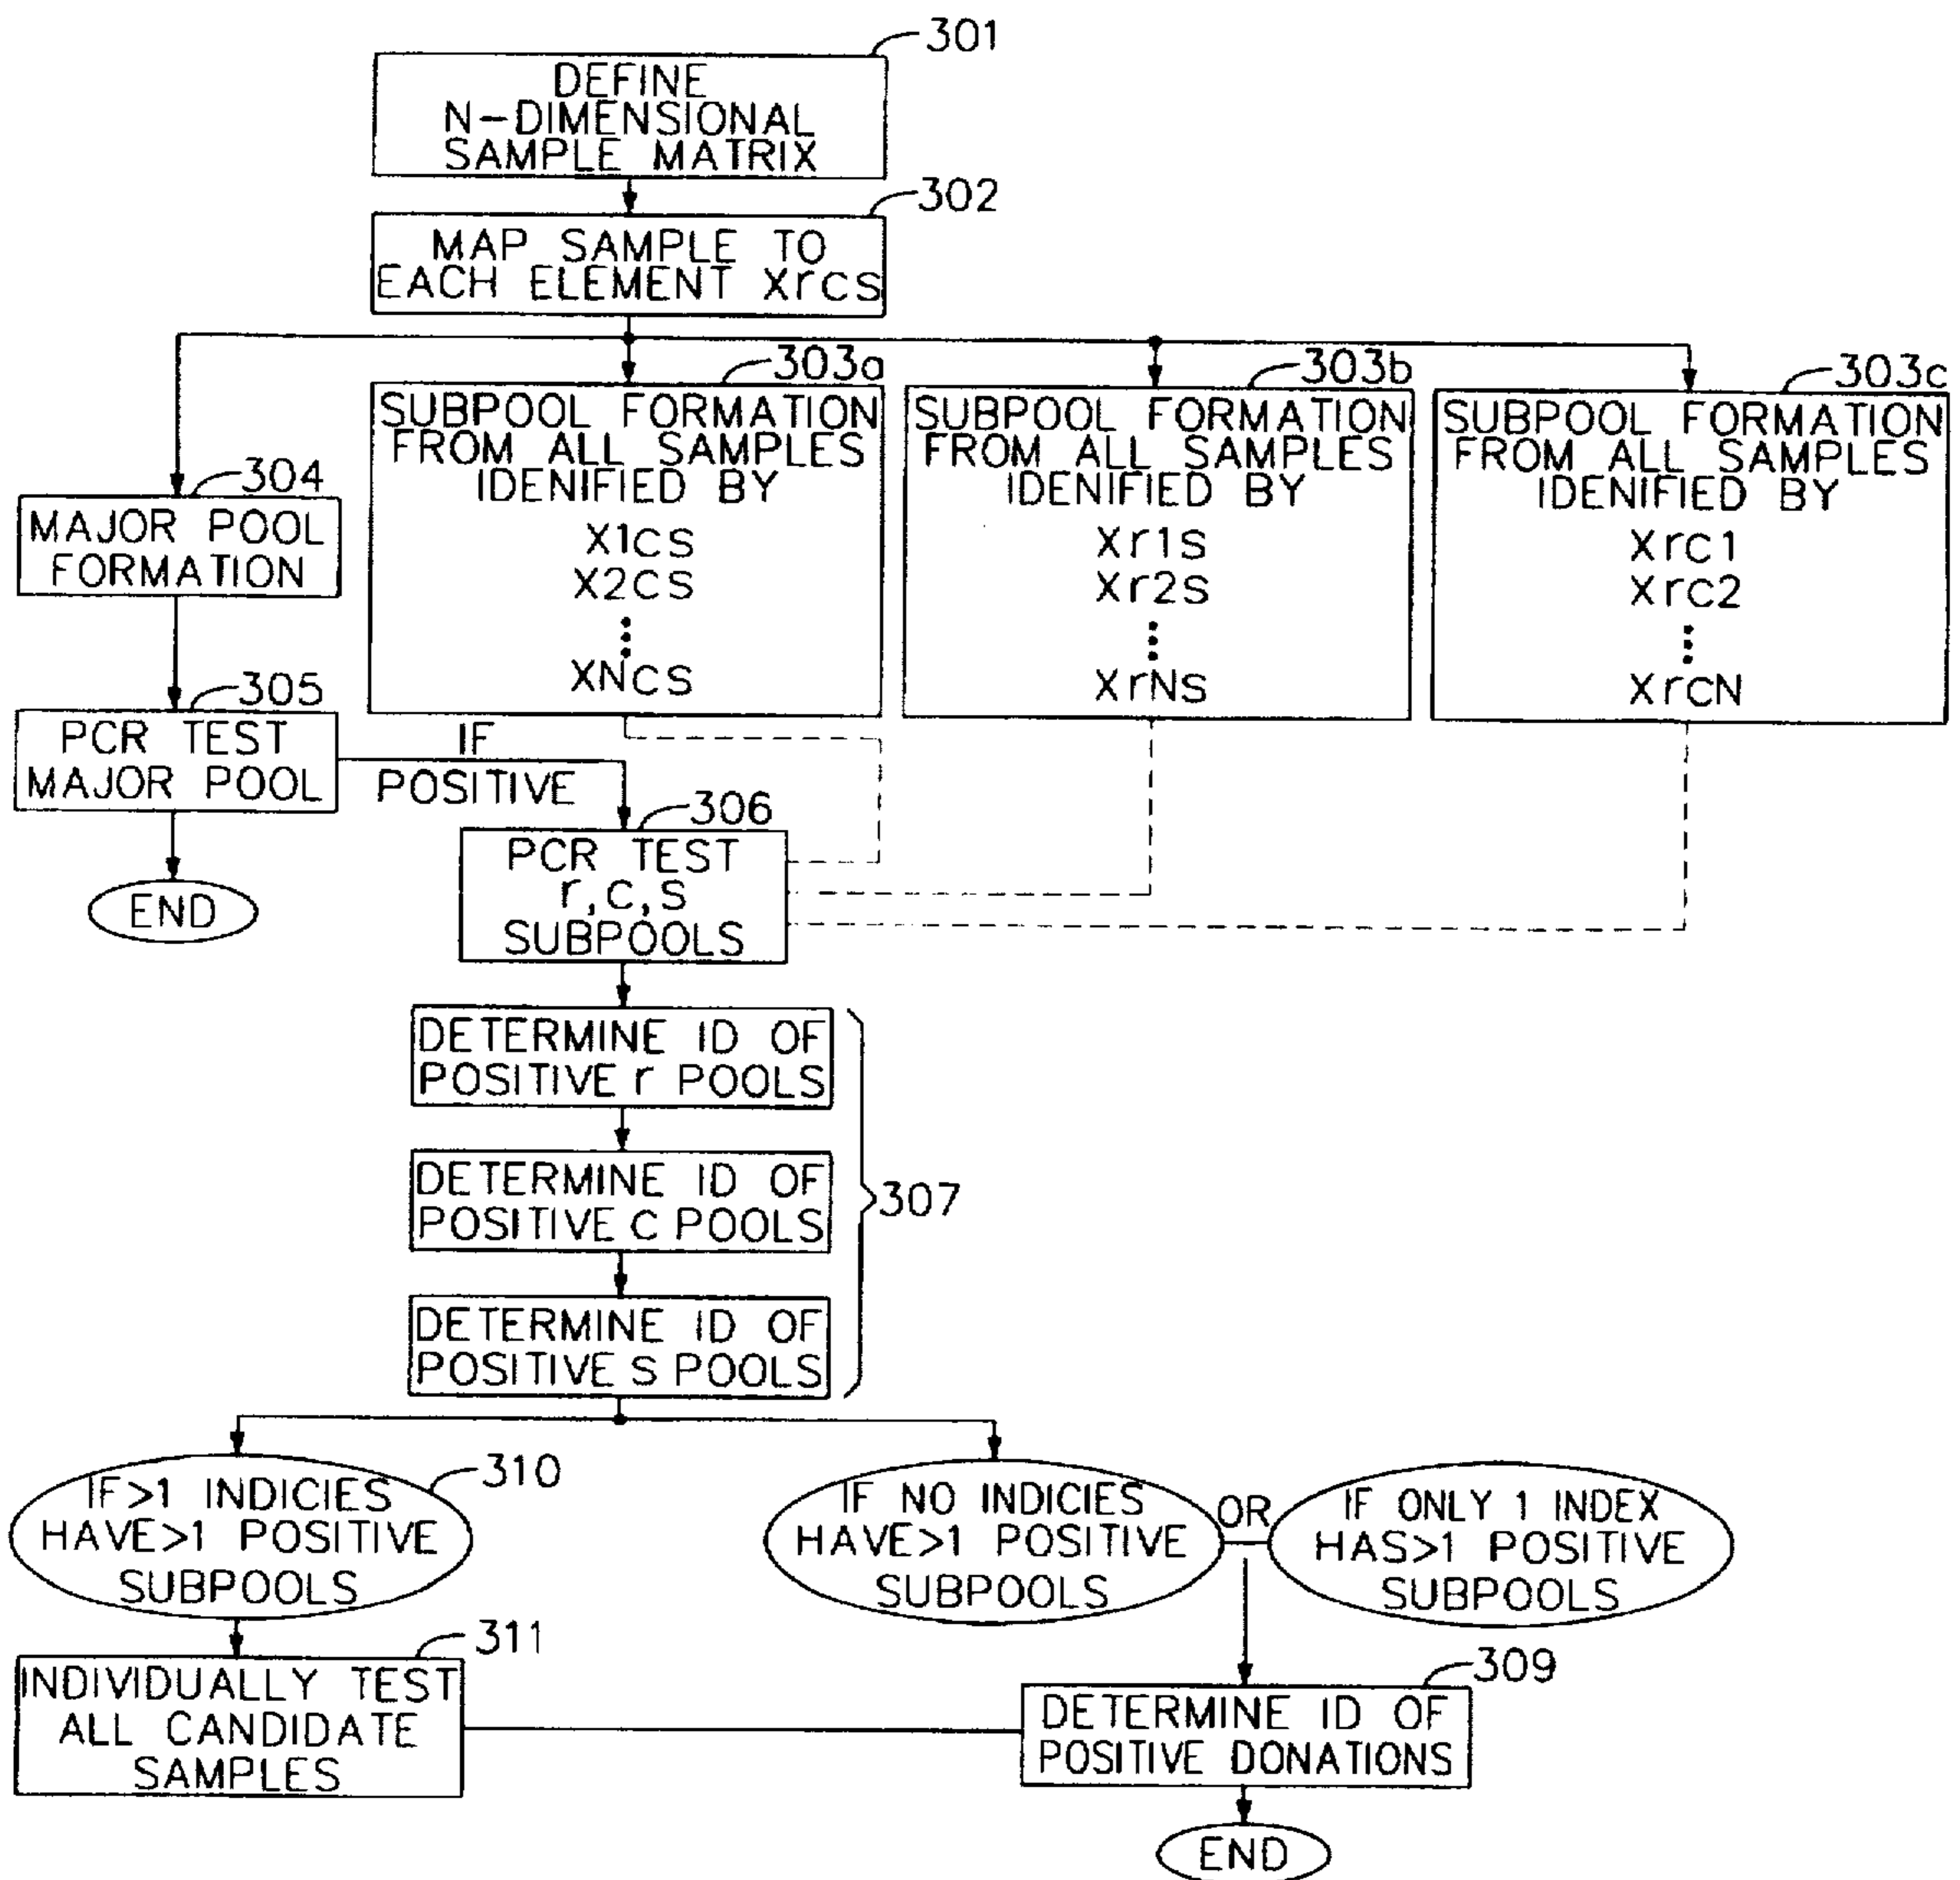 301
DEFINE
N-DIMENSIONAL
SAMPLE MATRIX
302
MAP SAMPLE TO
EACH ELEMENT Xrcs
303a
SUBPOOL FORMATION
FROM ALL SAMPLES
IDENIFIED BY
X1cs
X2cs
XNcs
303b
SUBPOOL FORMATION
FROM ALL SAMPLES
IDENIFIED BY
Xr1s
Xr2s
XrNs
303c
SUBPOOL FORMATION
FROM ALL SAMPLES
IDENIFIED BY
Xrc1
Xrc2
XrcN
304
MAJOR POOL
FORMATION
305
PCR TEST
MAJOR POOL
IF
POSITIVE
END
306
PCR TEST
r,c,s
SUBPOOLS
DETERMINE ID OF
POSITIVE r POOLS
DETERMINE ID OF
POSITIVE c POOLS
307
DETERMINE ID OF
POSITIVE s POOLS
310
IF>1 INDICIES
HAVE>1 POSITIVE
SUBPOOLS
IF NO INDICIES
HAVE>1 POSITIVE
SUBPOOLS
OR
IF ONLY 1 INDEX
HAS>1 POSITIVE
SUBPOOLS
311
INDIVIDUALLY TEST
ALL CANDIDATE
SAMPLES
309
DETERMINE ID OF
POSITIVE DONATIONS
END